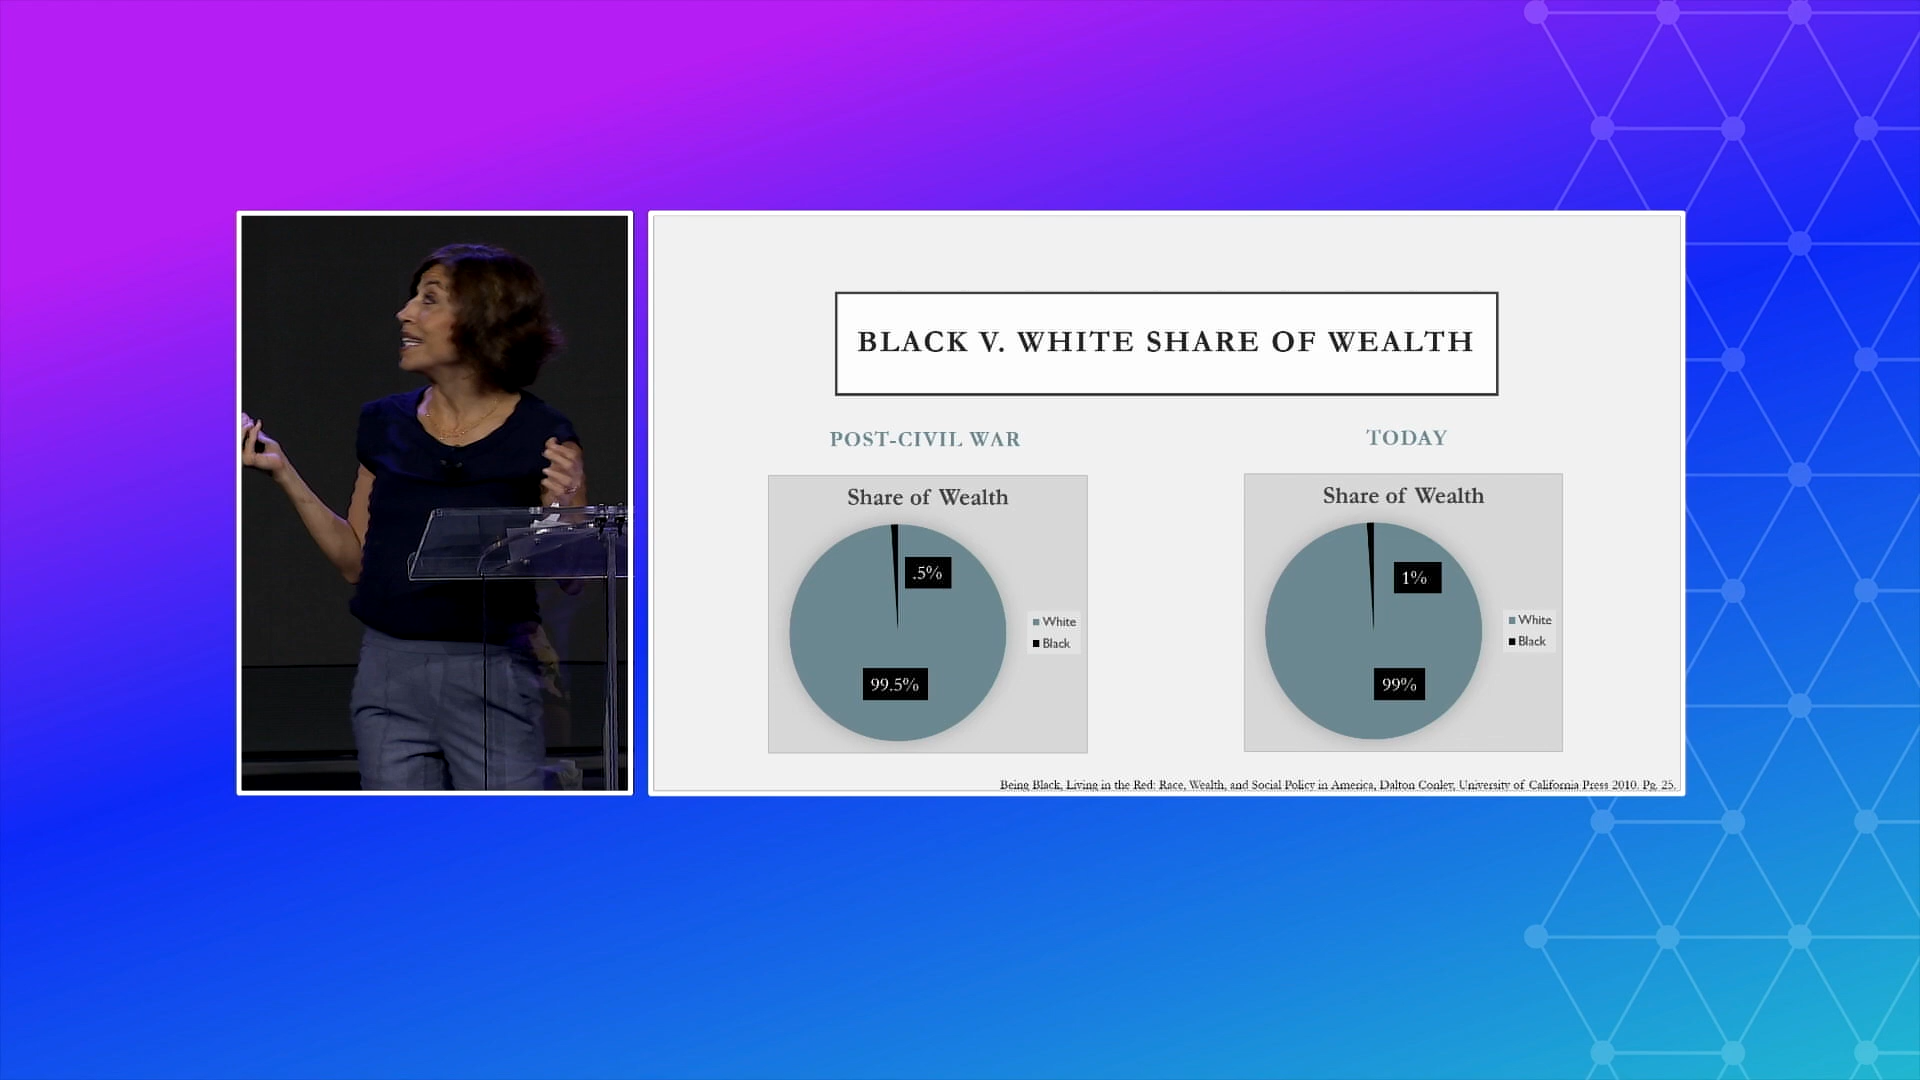 BLACK V. WHITE SHARE OF WEALTH
POST-CIVIL WAR
Share of Wealth
.5%
99.5%
White
Black
TODAY
Share of Wealth
1%
99%
White
Black
Being Black, Living in the Red: Race, Wealth, and Social Policy in America, Dalton Conley, University of California Press 2010. Pg. 25.